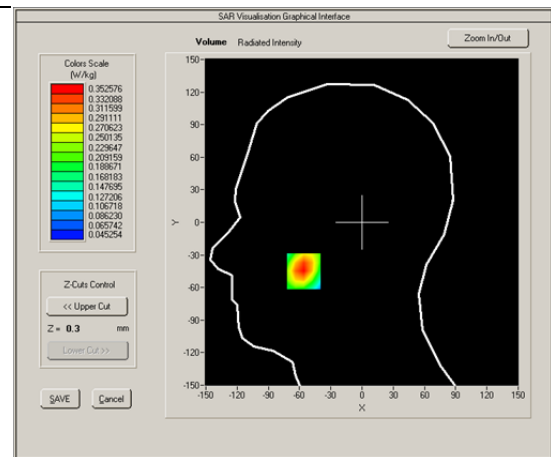 SAR Visualisation Graphical Interface
Volume Radiated Intensity
Zoom In/Out
Colors Scale
(W/kg)
0.352576
0.332088
0.311599
0.291111
0.270623
0.250135
0.229647
0.209159
0.188671
0.168183
0.147695
0.127206
0.106718
0.086230
0.065742
0.045254
Z-Cuts Control
<< Upper Cut
Z = 0.3 mm
Lower Cut >>
SAVE Cancel
150
120
90
60
30
0
-30
-60
-90
-120
-150
Y
-150 -120 -90 -60 -30 0 30 60 90 120 150
X